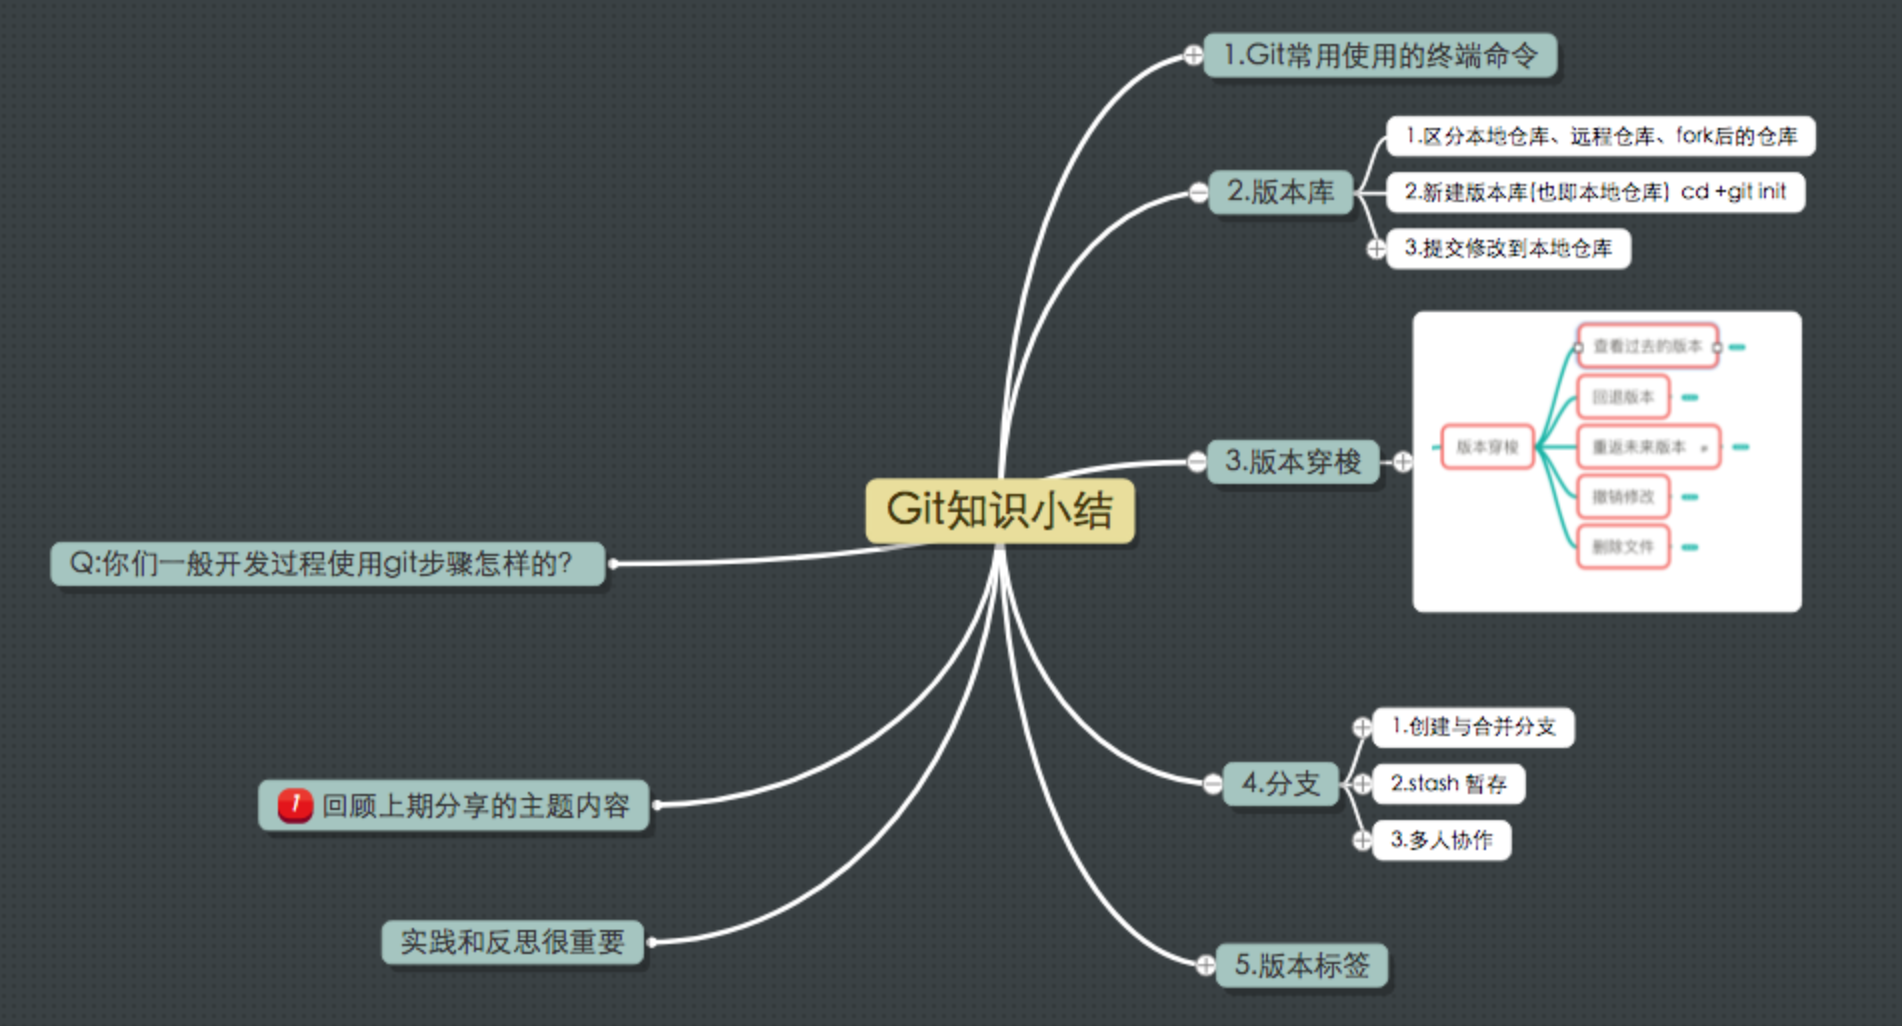 1.Git常用使用的终端命令
2.版本库
1.区分本地仓库、远程仓库、fork后的仓库
2.新建版本库(也即本地仓库) cd +git init
3.提交修改到本地仓库
3.版本穿梭
版本穿梭
查看过去的版本
回退版本
重返未来版本
撤销修改
删除文件
Git知识小结
Q:你们一般开发过程使用git步骤怎样的?
4.分支
1.创建与合并分支
2.stash 暂存
3.多人协作
1 回顾上期分享的主题内容
实践和反思很重要
5.版本标签